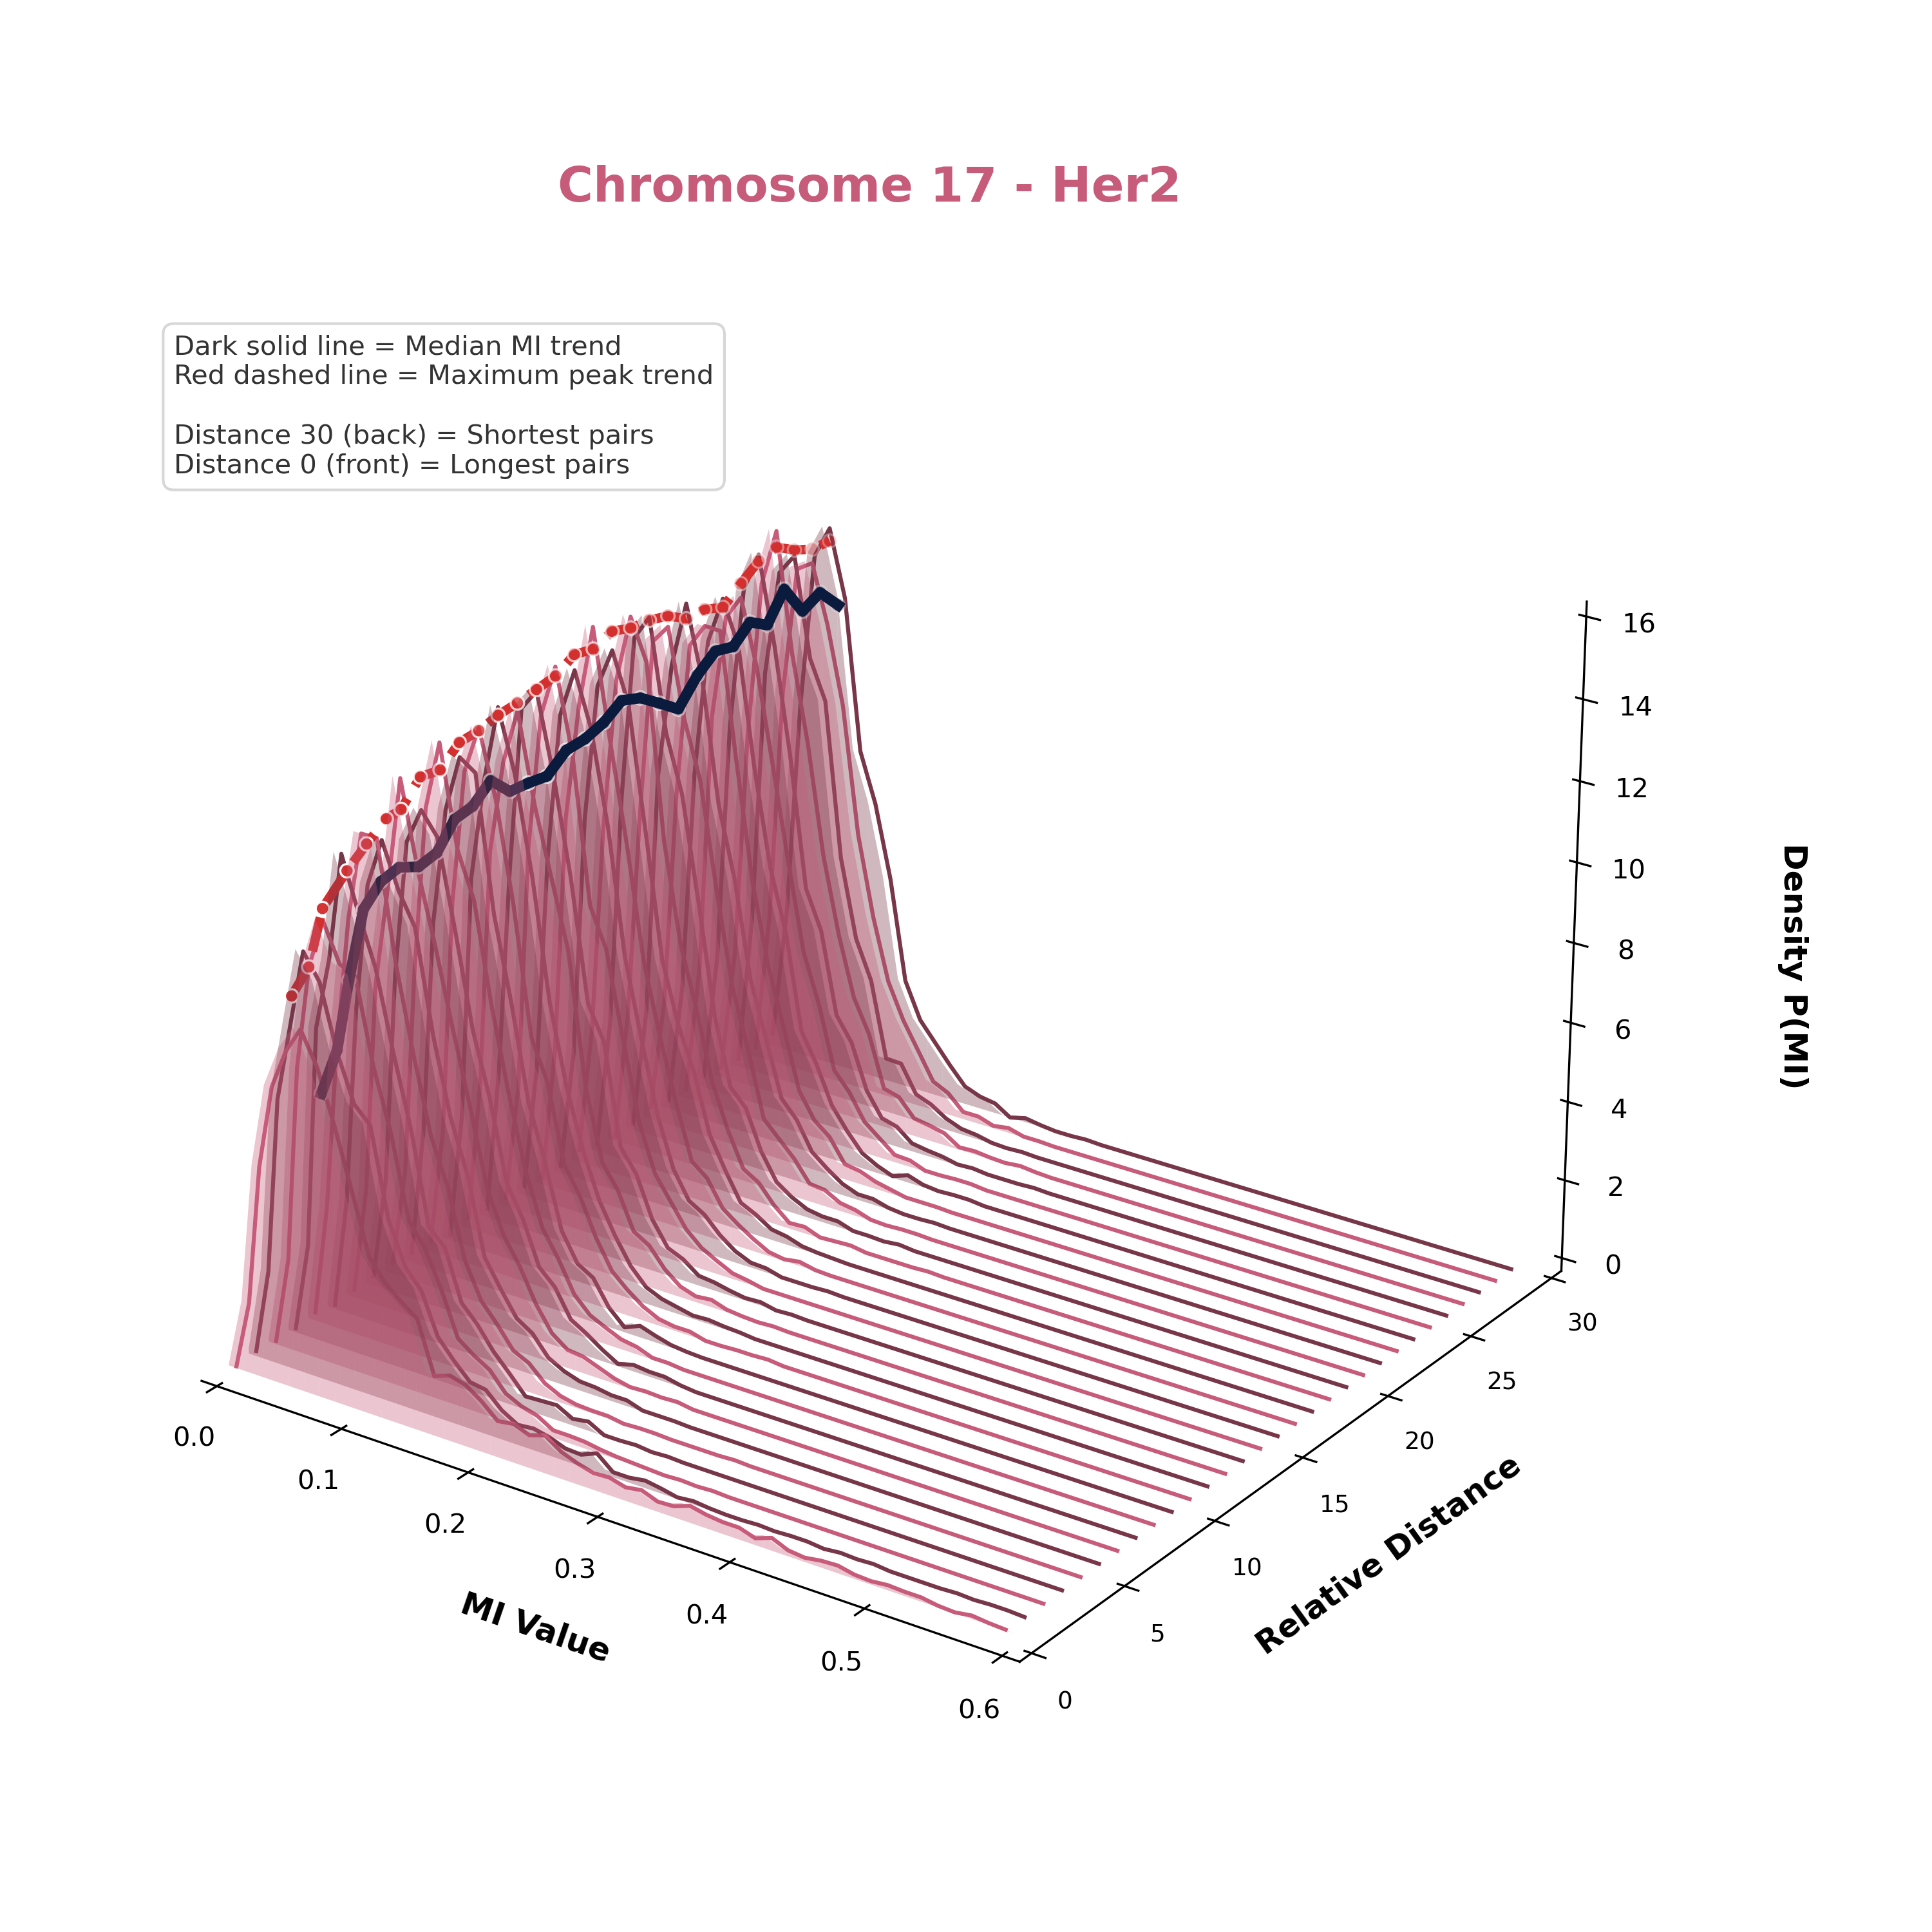 Chromosome 17 - Her2
Dark solid line = Median MI trend
Red dashed line = Maximum peak trend
Distance 30 (back) = Shortest pairs
Distance 0 (front) = Longest pairs
16
14
12
10
8
6
4
2
0
Density P(MI)
0.0
0.1
0.2
0.3
0.4
0.5
0.6
MI Value
0
5
10
15
20
25
30
Relative Distance